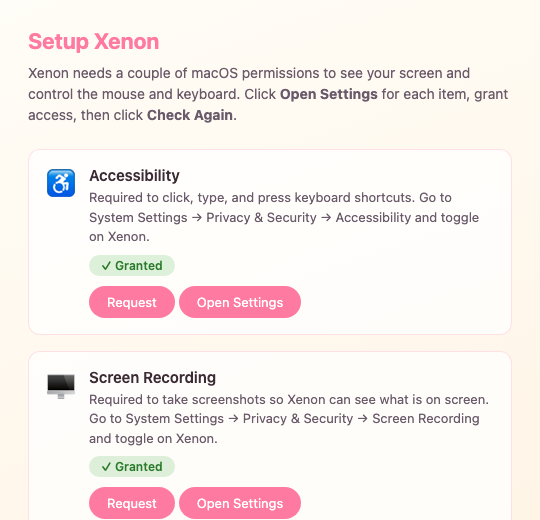 Setup Xenon
Xenon needs a couple of macOS permissions to see your screen and
control the mouse and keyboard. Click Open Settings for each item, grant
access, then click Check Again.
Accessibility
Required to click, type, and press keyboard shortcuts. Go to
System Settings → Privacy & Security → Accessibility and toggle
on Xenon.
✓ Granted
Request Open Settings
Screen Recording
Required to take screenshots so Xenon can see what is on screen.
Go to System Settings → Privacy & Security → Screen Recording
and toggle on Xenon.
✓ Granted
Request Open Settings